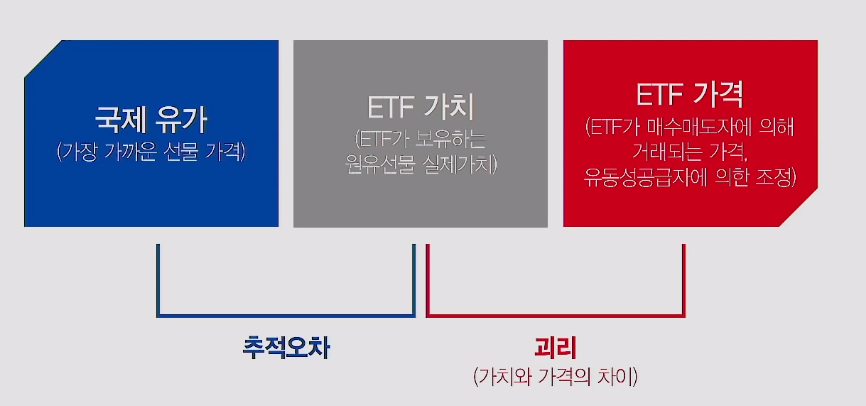 국제 유가
(가장 가까운 선물 가격)
ETF 가치
(ETF가 보유하는
원유선물 실제가치)
ETF 가격
(ETF가 매수매도자에 의해
거래되는 가격,
유동성공급자에 의한 조정)
추적오차
괴리
(가치와 가격의 차이)